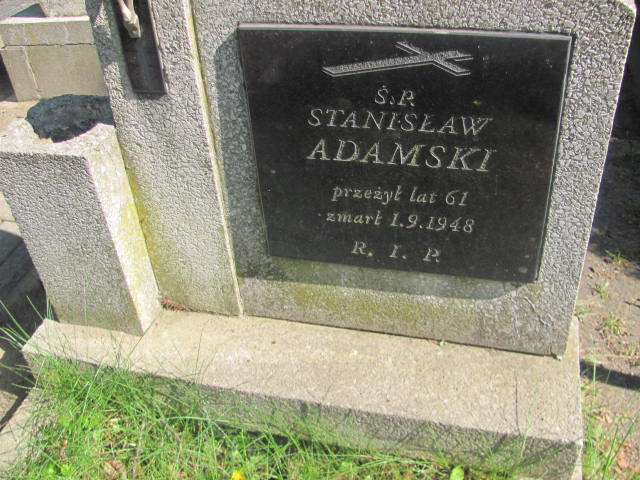 Ś.P.
STANISŁAW
ADAMSKI
przeżył lat 61
zmarł 1.9.1948
R. I. P.